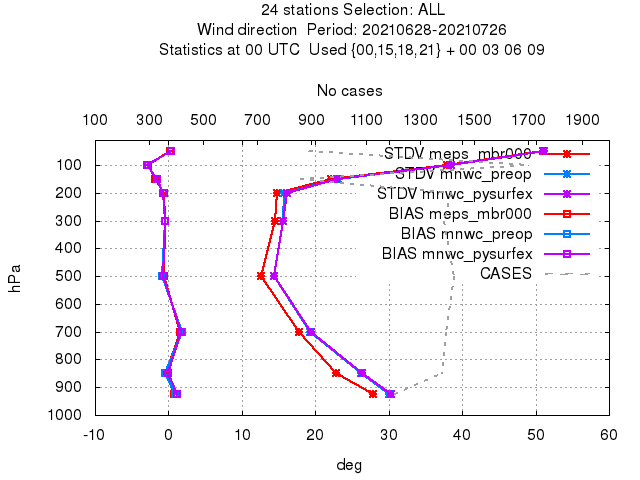 24 stations Selection: ALL
Wind direction  Period: 20210628-20210726
Statistics at 00 UTC  Used {00,15,18,21} + 00 03 06 09
No cases
100 300 500 700 900 1100 1300 1500 1700 1900
STDV meps_mbr000
STDV mnwc_preop
STDV mnwc_pysurfex
BIAS meps_mbr000
BIAS mnwc_preop
BIAS mnwc_pysurfex
CASES
hPa
100
200
300
400
500
600
700
800
900
1000
-10 0 10 20 30 40 50 60
deg